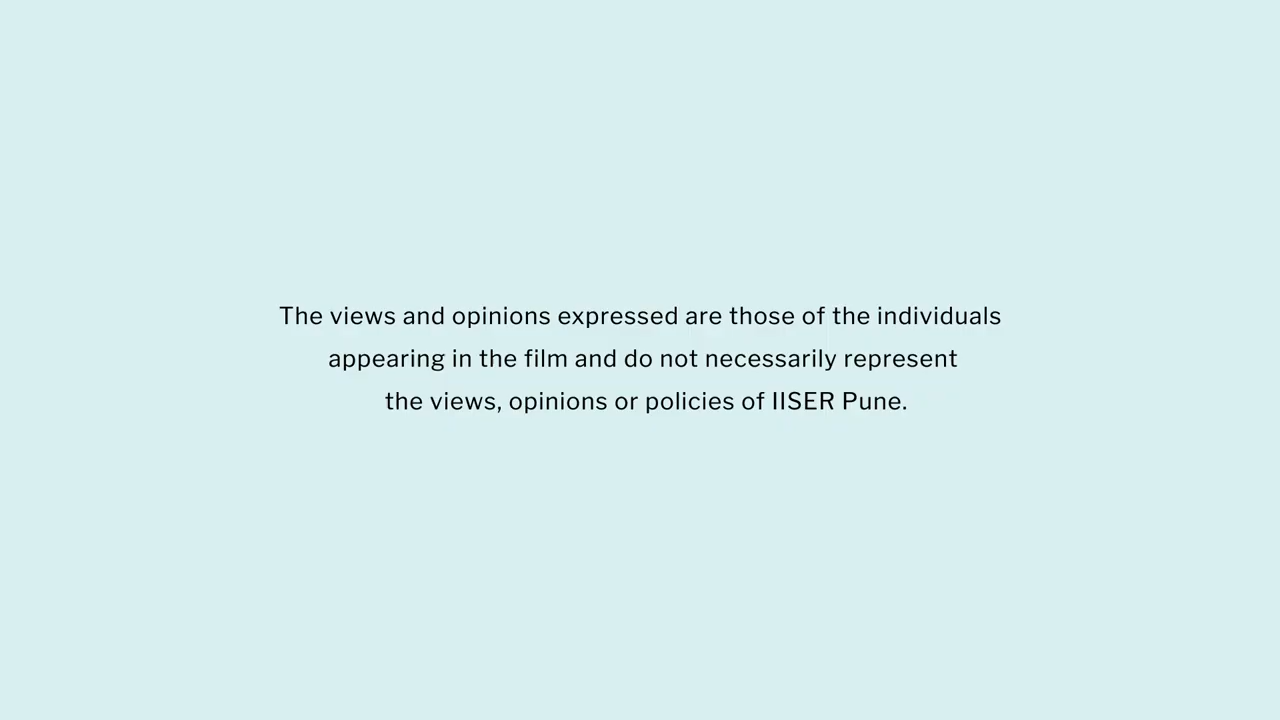 The views and opinions expressed are those of the individuals
appearing in the film and do not necessarily represent
the views, opinions or policies of IISER Pune.